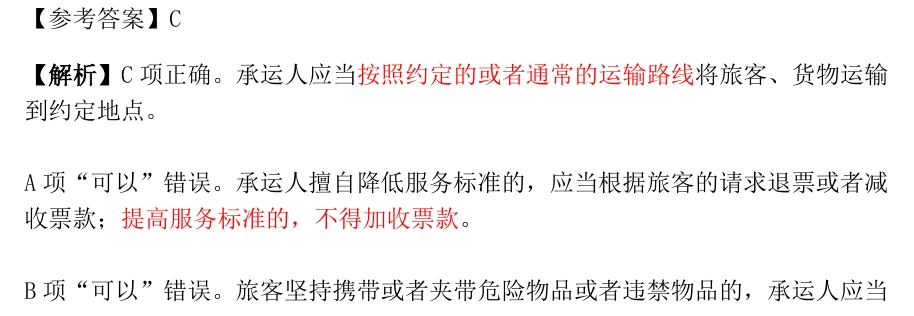 【参考答案】C
【解析】C 项正确。承运人应当按照约定的或者通常的运输路线将旅客、货物运输
到约定地点。
A 项“可以”错误。承运人擅自降低服务标准的，应当根据旅客的请求退票或者减
收票款；提高服务标准的，不得加收票款。
B 项“可以”错误。旅客坚持携带或者夹带危险物品或者违禁物品的，承运人应当